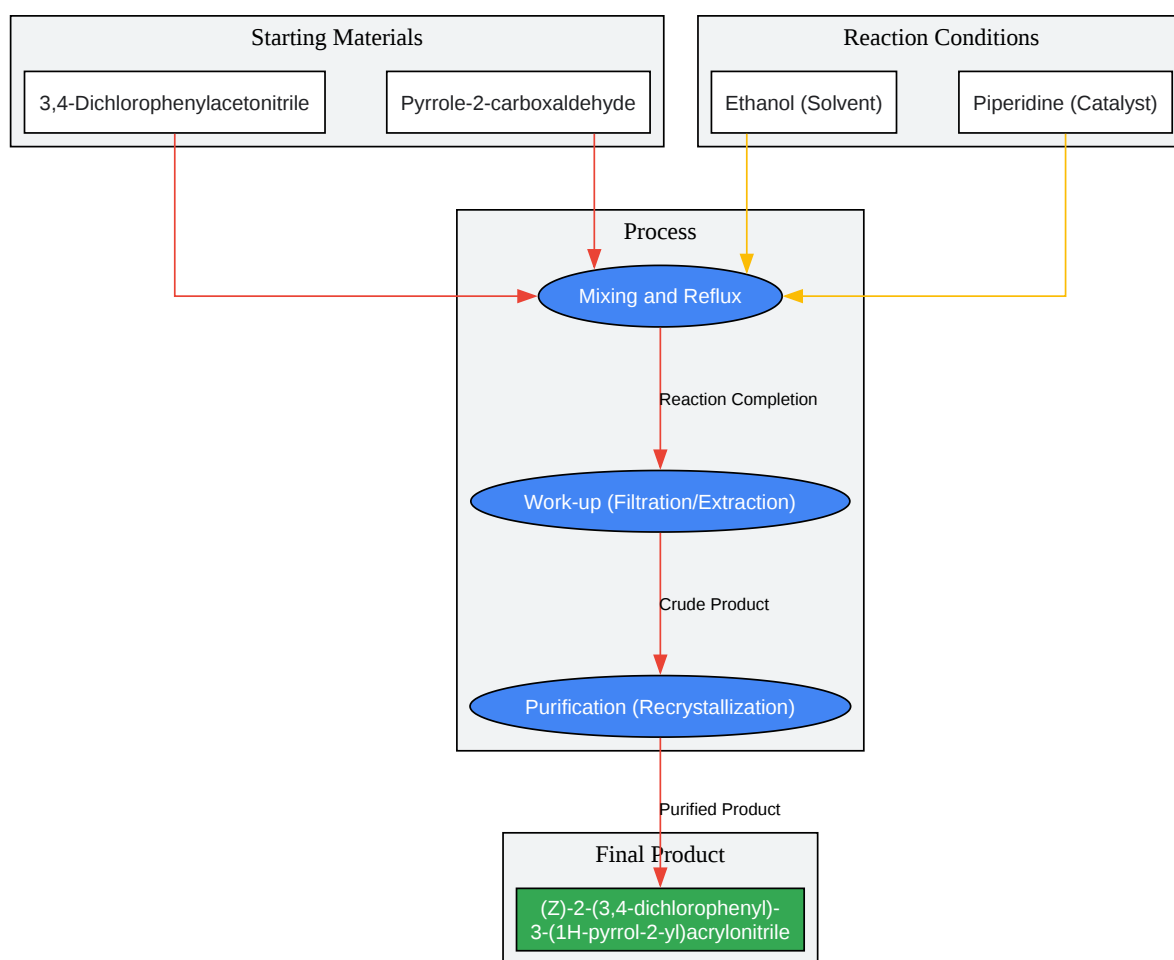 Starting Materials
Reaction Conditions
3,4-Dichlorophenylacetonitrile
Pyrrole-2-carboxaldehyde
Ethanol (Solvent)
Piperidine (Catalyst)
Process
Mixing and Reflux
Reaction Completion
Work-up (Filtration/Extraction)
Crude Product
Purification (Recrystallization)
Purified Product
Final Product
(Z)-2-(3,4-dichlorophenyl)-
3-(1H-pyrrol-2-yl)acrylonitrile